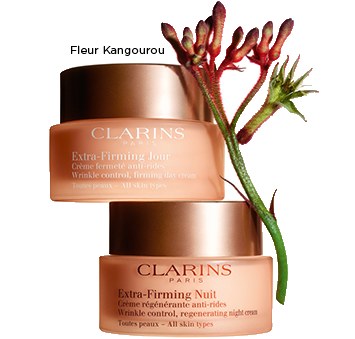 Fleur Kangourou
CLARINS
PARIS
Extra-Firming Jour
Crème fermeté anti-rides
Wrinkle control, firming day cream
Toutes peaux – All skin types
CLARINS
PARIS
Extra-Firming Nuit
Crème régénérante anti-rides
Wrinkle control, regenerating night cream
Toutes peaux – All skin types